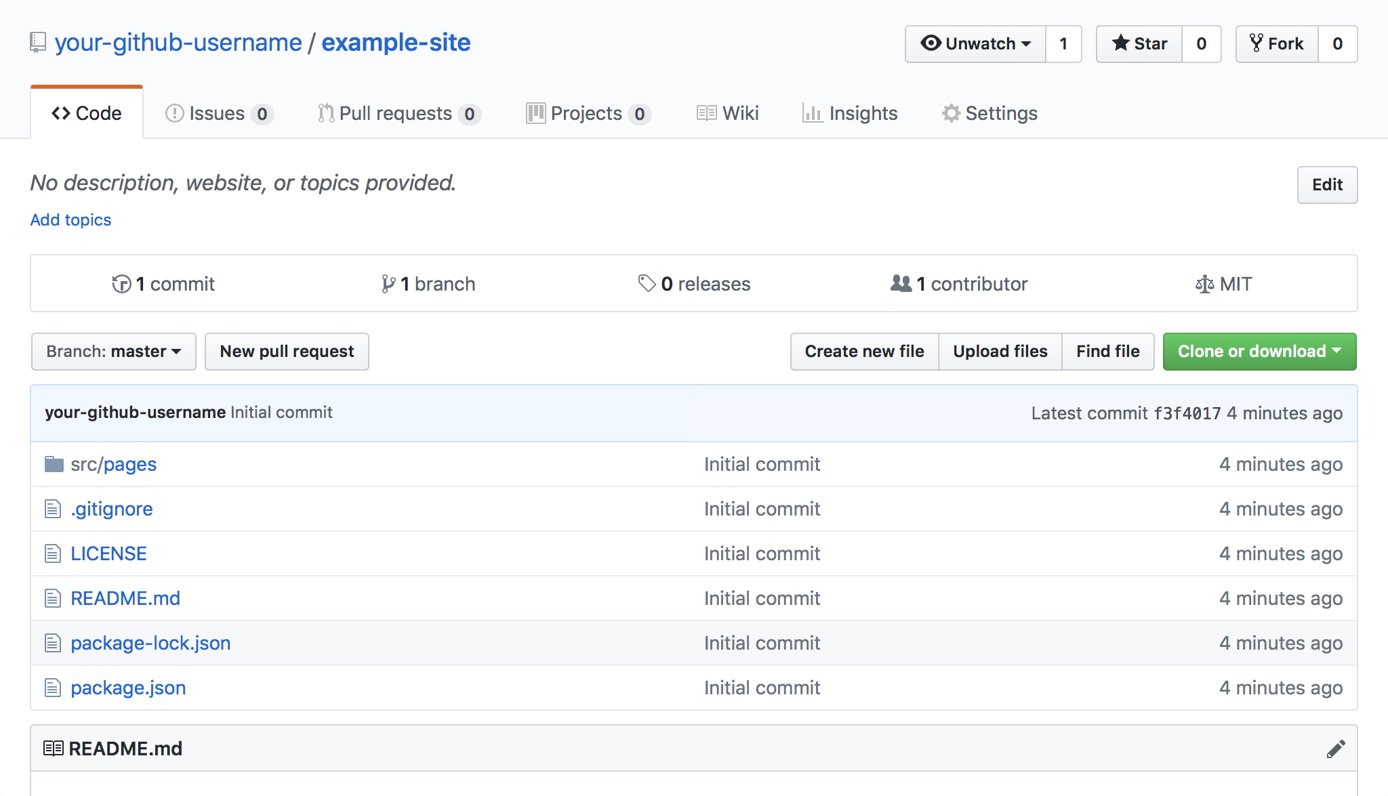 your-github-username / example-site Unwatch 1 Star 0 Fork 0
Code Issues 0 Pull requests 0 Projects 0 Wiki Insights Settings
No description, website, or topics provided. Edit
Add topics
1 commit 1 branch 0 releases 1 contributor MIT
Branch: master New pull request Create new file Upload files Find file Clone or download
your-github-username Initial commit Latest commit f3f4017 4 minutes ago
src/pages Initial commit 4 minutes ago
.gitignore Initial commit 4 minutes ago
LICENSE Initial commit 4 minutes ago
README.md Initial commit 4 minutes ago
package-lock.json Initial commit 4 minutes ago
package.json Initial commit 4 minutes ago
README.md